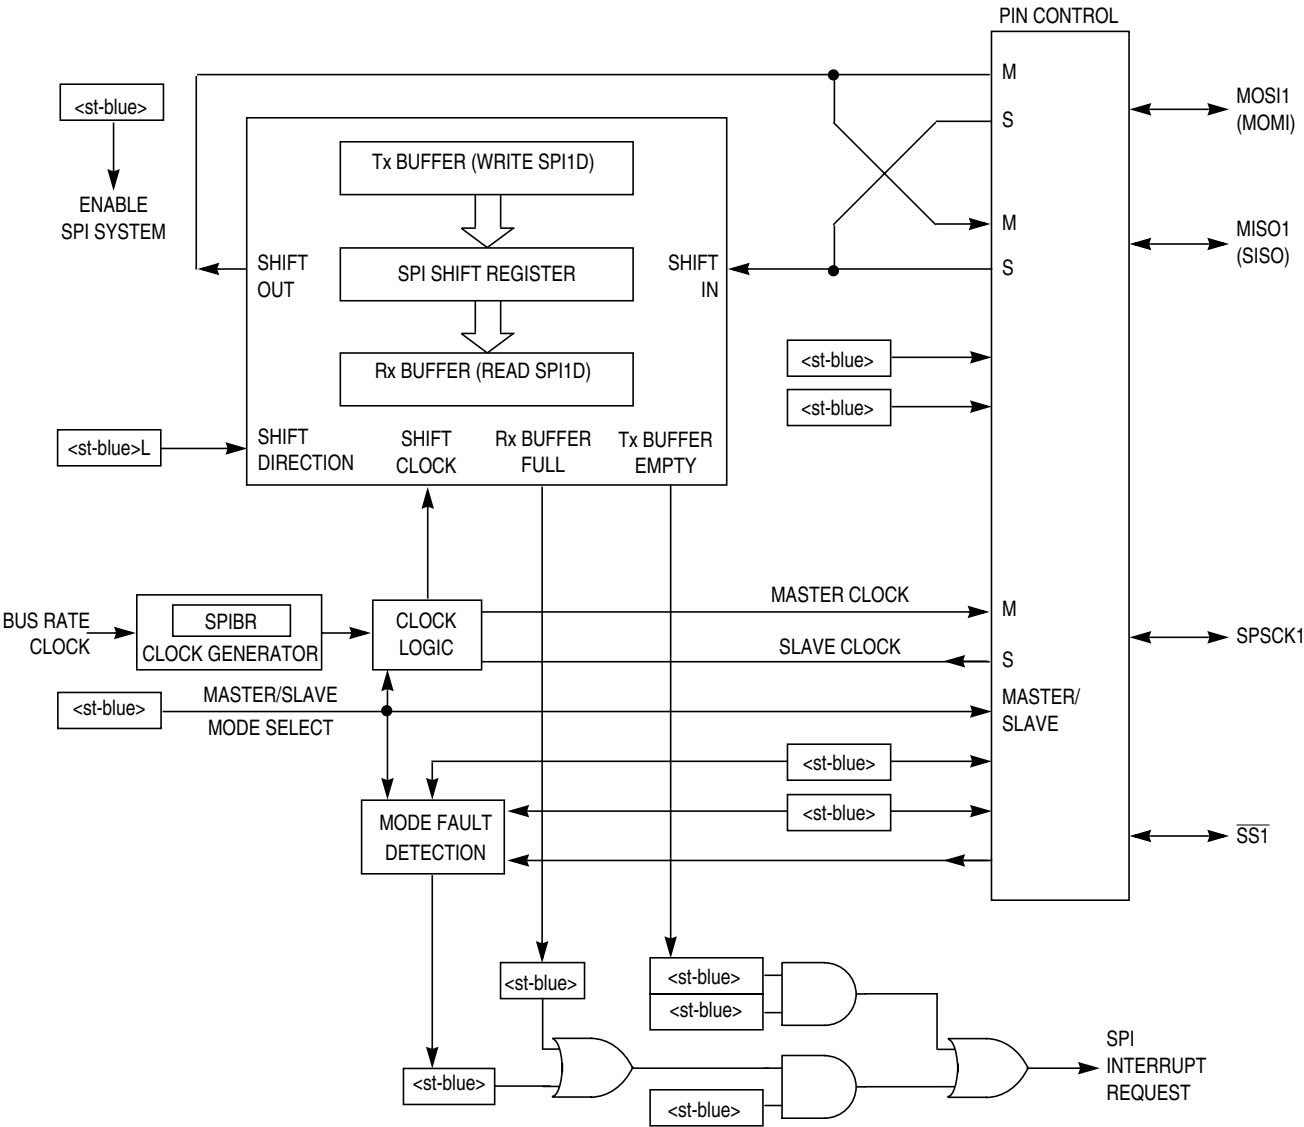 PIN CONTROL
M
<st-blue>
MOSI1
(MOMI)
S
Tx BUFFER (WRITE SPI1D)
ENABLE
SPI SYSTEM
M
MISO1
(SISO)
SHIFT
OUT
SPI SHIFT REGISTER
SHIFT
IN
S
<st-blue>
Rx BUFFER (READ SPI1D)
<st-blue>
<st-blue>L
SHIFT
DIRECTION
SHIFT
CLOCK
Rx BUFFER
FULL
Tx BUFFER
EMPTY
MASTER CLOCK
M
BUS RATE
CLOCK
SPIBR
CLOCK GENERATOR
CLOCK
LOGIC
SPSCK1
SLAVE CLOCK
S
<st-blue>
MASTER/SLAVE
MODE SELECT
MASTER/
SLAVE
<st-blue>
<st-blue>
MODE FAULT
DETECTION
SS1
<st-blue>
<st-blue>
<st-blue>
SPI
INTERRUPT
REQUEST
<st-blue>
<st-blue>